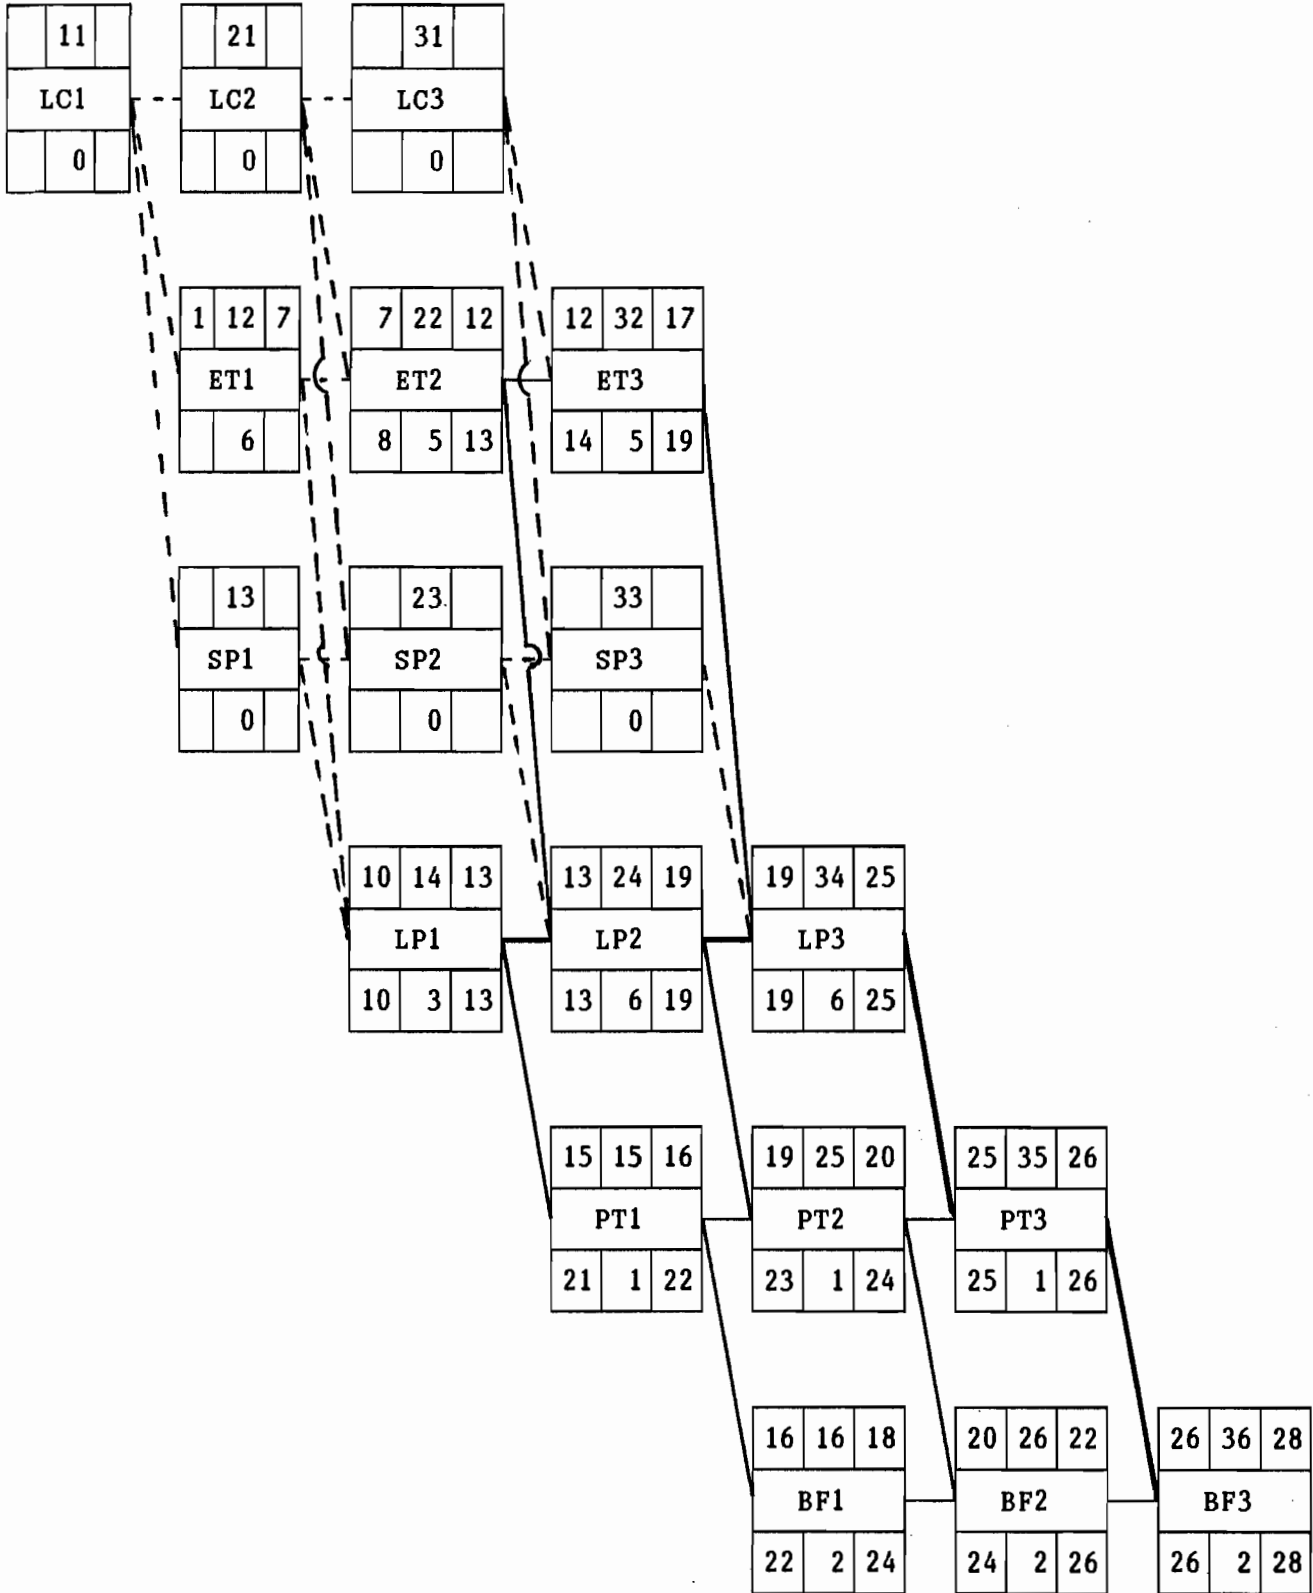 11 21 31
LC1 LC2 LC3
0 0 0
1 12 7 7 22 12 12 32 17
ET1 ET2 ET3
6 8 5 13 14 5 19
13 23 33
SP1 SP2 SP3
0 0 0
10 14 13 13 24 19 19 34 25
LP1 LP2 LP3
10 3 13 13 6 19 19 6 25
15 15 16 19 25 20 25 35 26
PT1 PT2 PT3
21 1 22 23 1 24 25 1 26
16 16 18 20 26 22 26 36 28
BF1 BF2 BF3
22 2 24 24 2 26 26 2 28